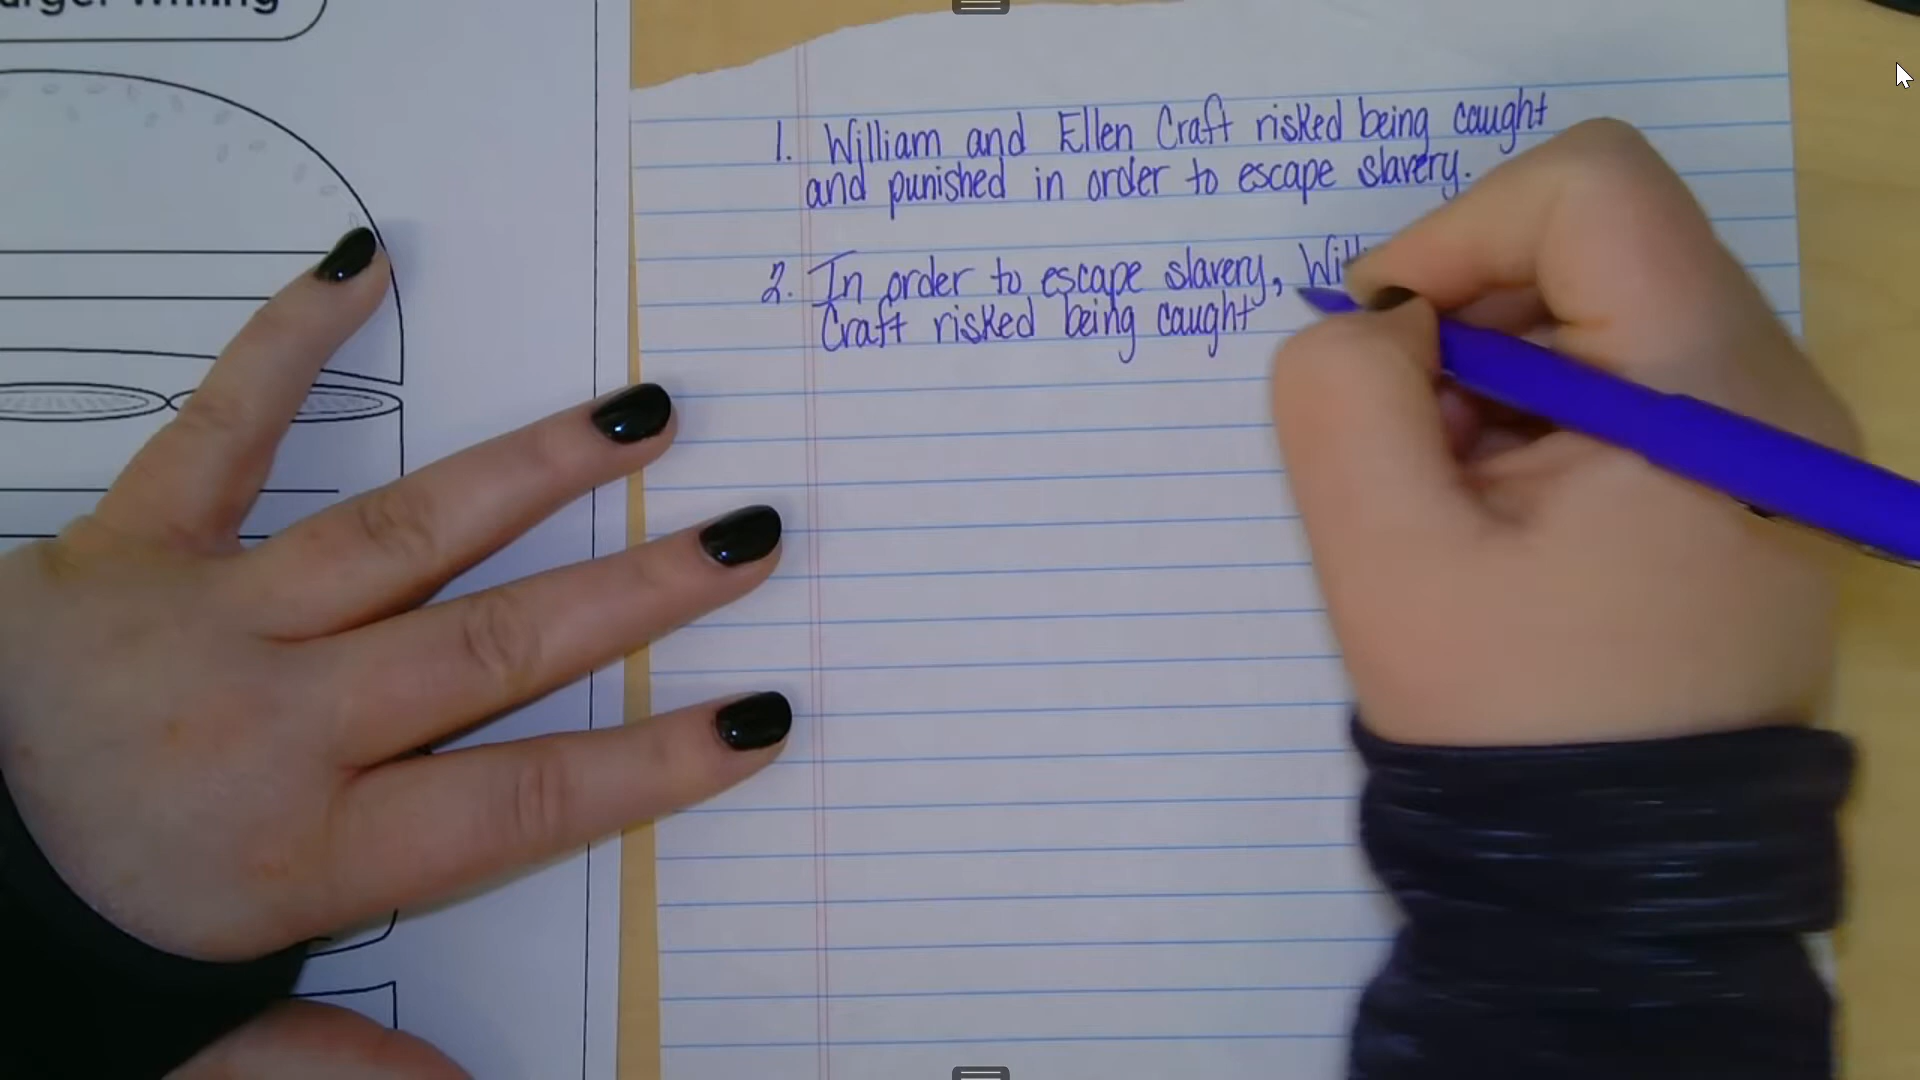 Writing
1. William and Ellen Craft risked being caught
and punished in order to escape slavery.
2. In order to escape slavery,
Craft risked being caught